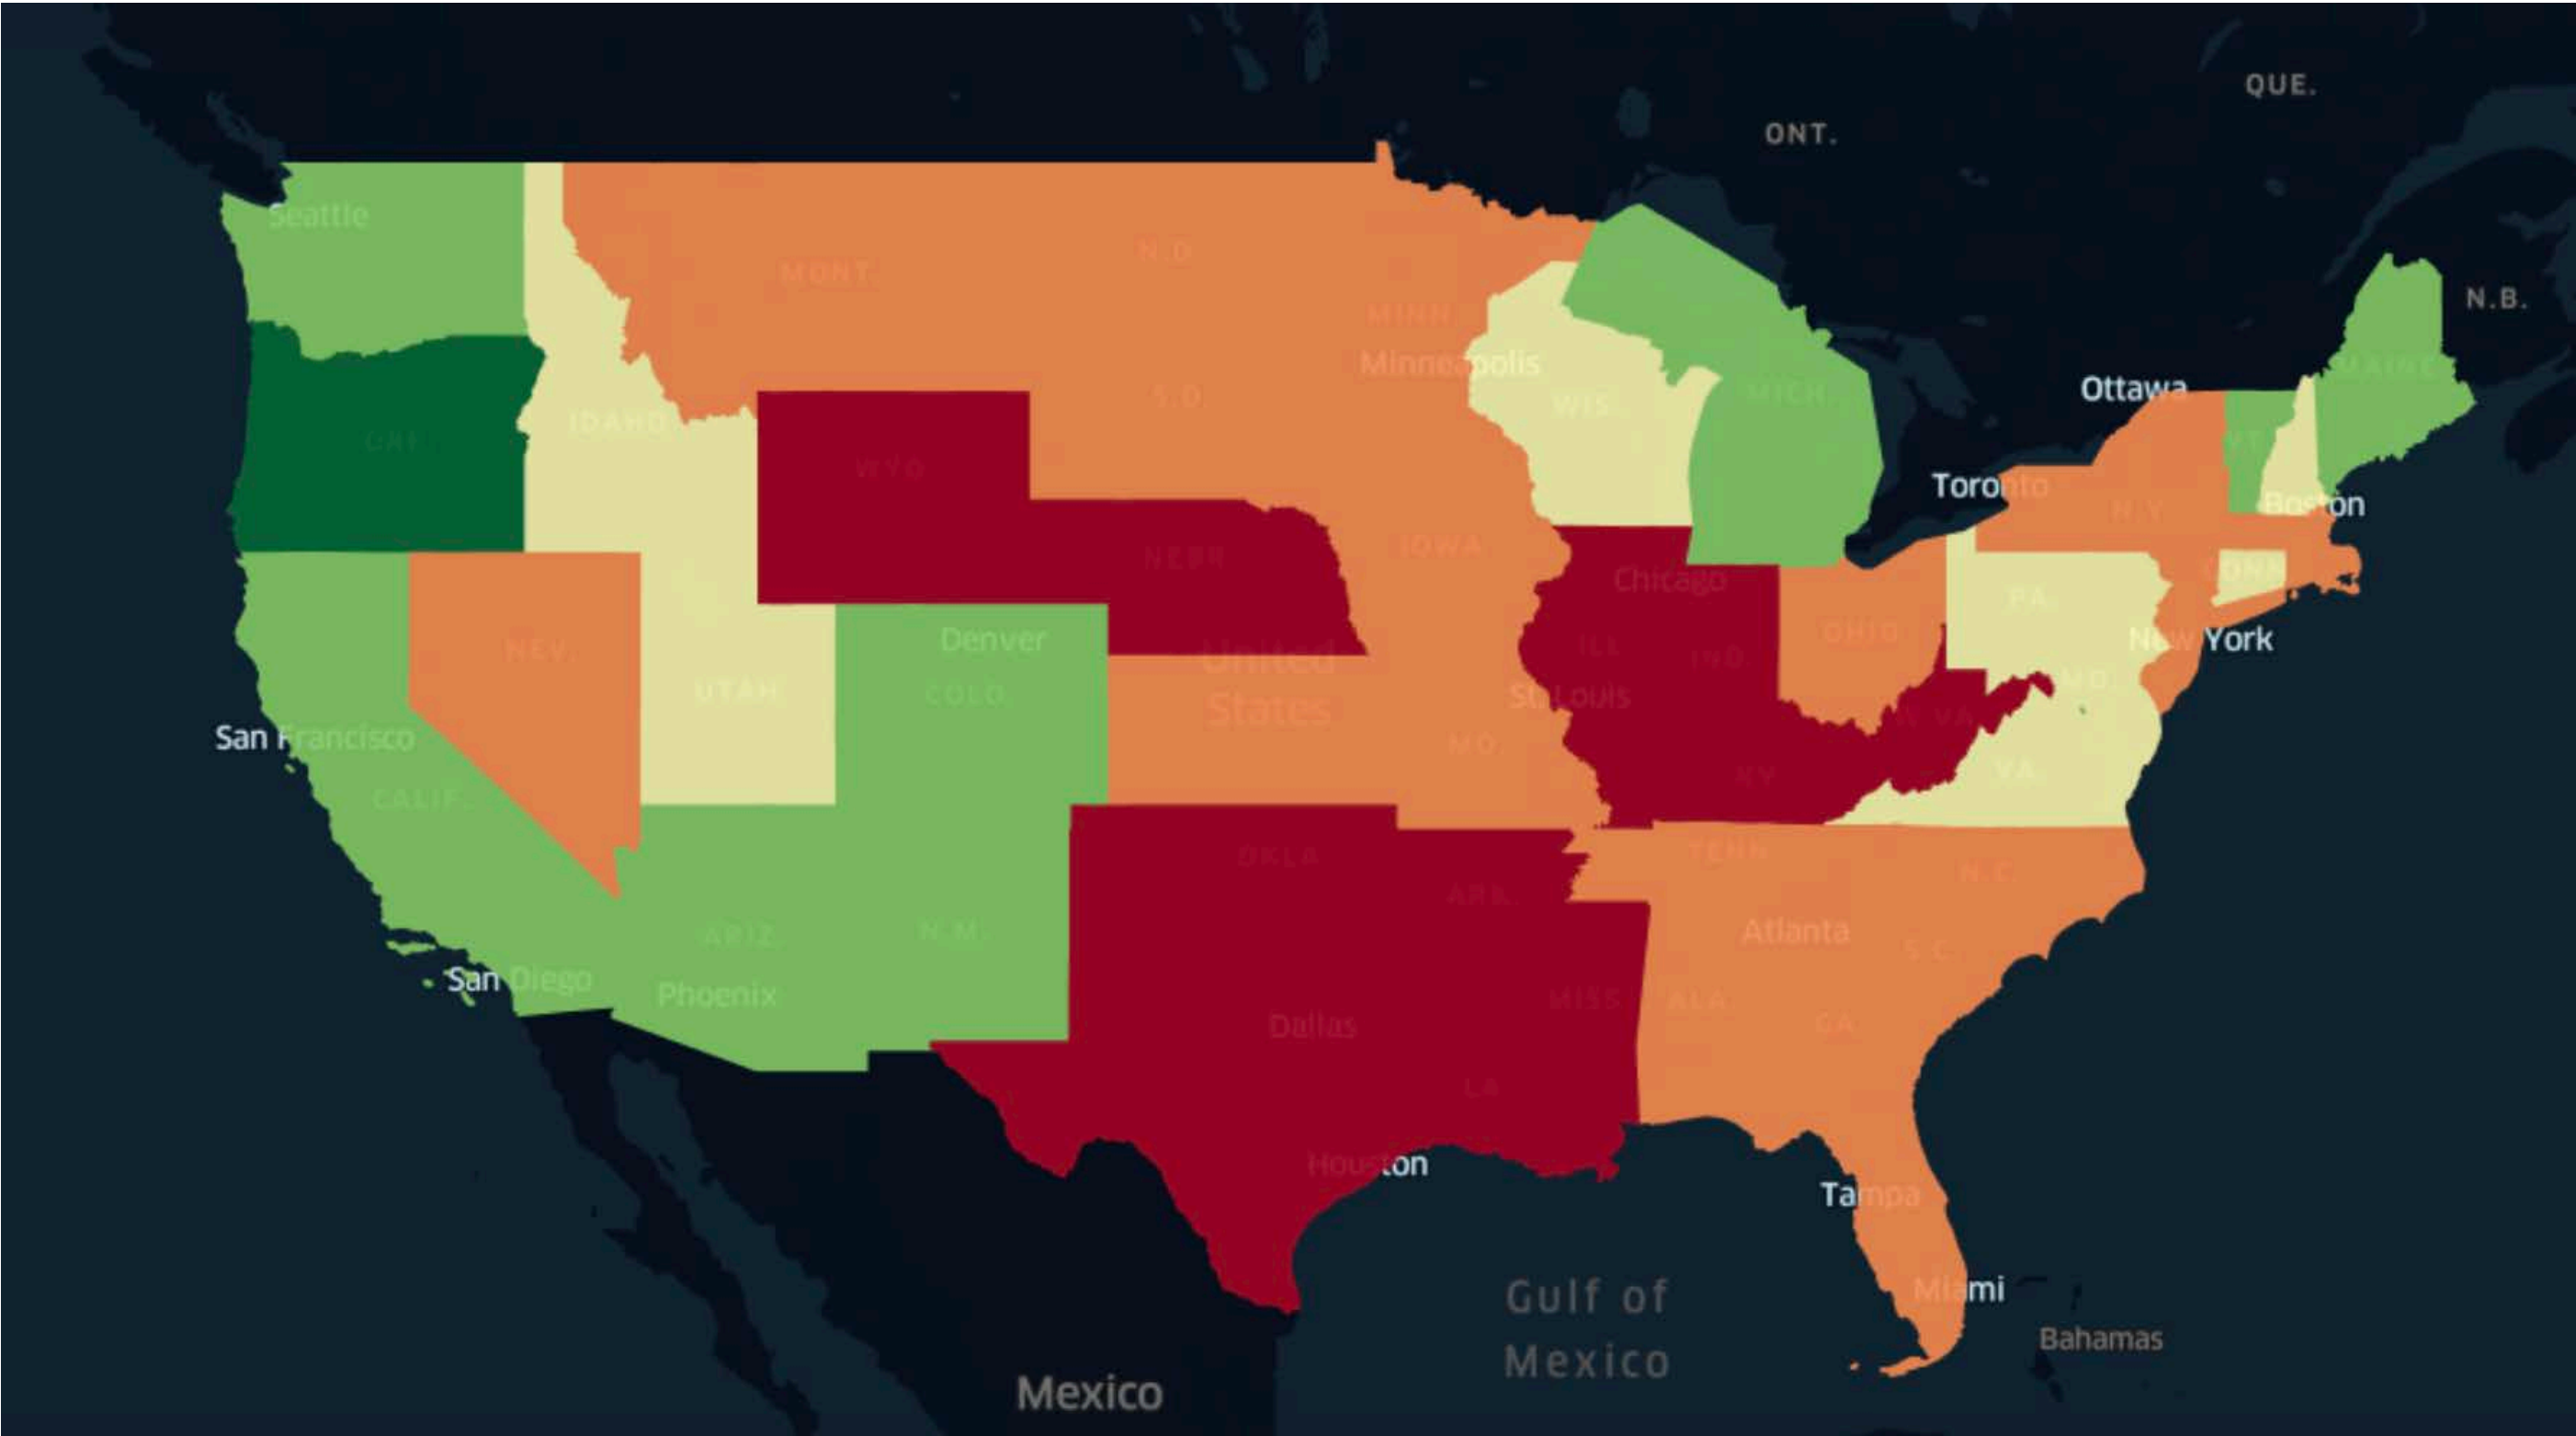 QUE.
ONT.
N.B.
Seattle
N.D.
MONT.
MINN.
Minneapolis
MAINE
Ottawa
MICH.
S.D.
WIS.
IDAHO
ORE.
VT.
WYO.
Toronto
Boston
N.Y.
IOWA
NEBR.
CONN.
Chicago
PA.
OHIO
Denver
New York
NEV.
ILL.
IND.
United
States
MD.
UTAH
COLO.
St. Louis
W.VA.
San Francisco
MO.
VA.
KY.
CALIF.
TENN.
OKLA.
N.C.
ARK.
ARIZ.
N.M.
Atlanta
S.C.
San Diego
Phoenix
MISS.
ALA.
GA.
Dallas
LA.
Houston
Tampa
Miami
Gulf of
Mexico
Bahamas
Mexico